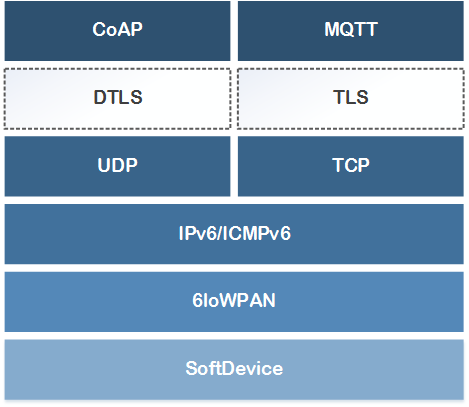 CoAP
MQTT
DTLS
TLS
UDP
TCP
IPv6/ICMPv6
6loWPAN
SoftDevice